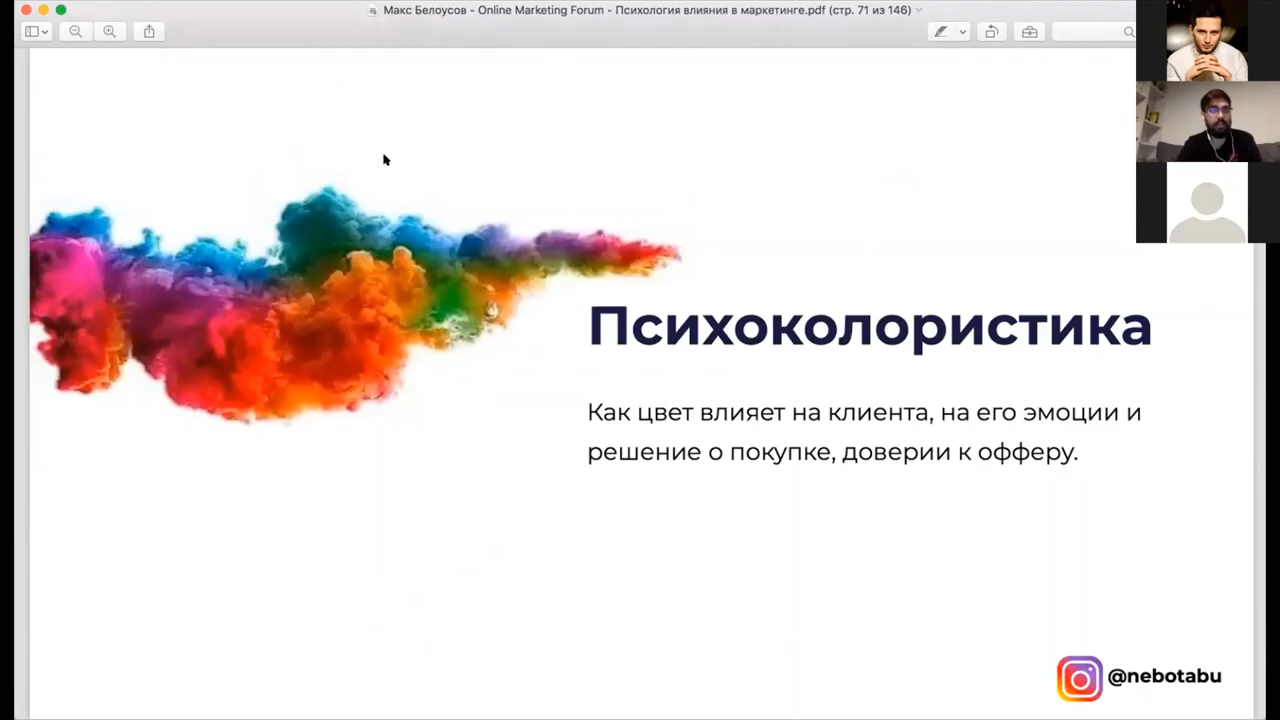 Макс Белоусов - Online Marketing Forum - Психология влияния в маркетинге.pdf (стр. 71 из 146)
Психоколористика
Как цвет влияет на клиента, на его эмоции и
решение о покупке, доверии к офферу.
@nebotabu